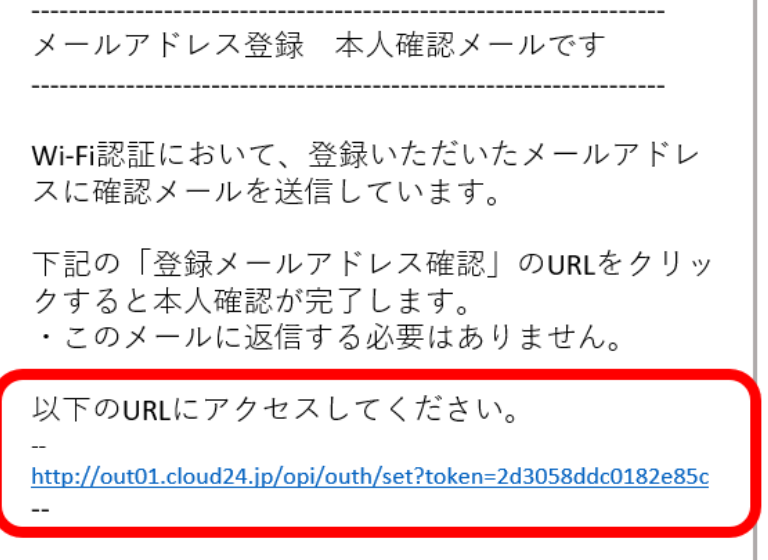 --------------------------------------------------------------------
メールアドレス登録　本人確認メールです
--------------------------------------------------------------------
Wi-Fi認証において、登録いただいたメールアドレ
スに確認メールを送信しています。
下記の「登録メールアドレス確認」のURLをクリッ
クすると本人確認が完了します。
・このメールに返信する必要はありません。
以下のURLにアクセスしてください。
--
http://out01.cloud24.jp/opi/outh/set?token=2d3058ddc0182e85c
--